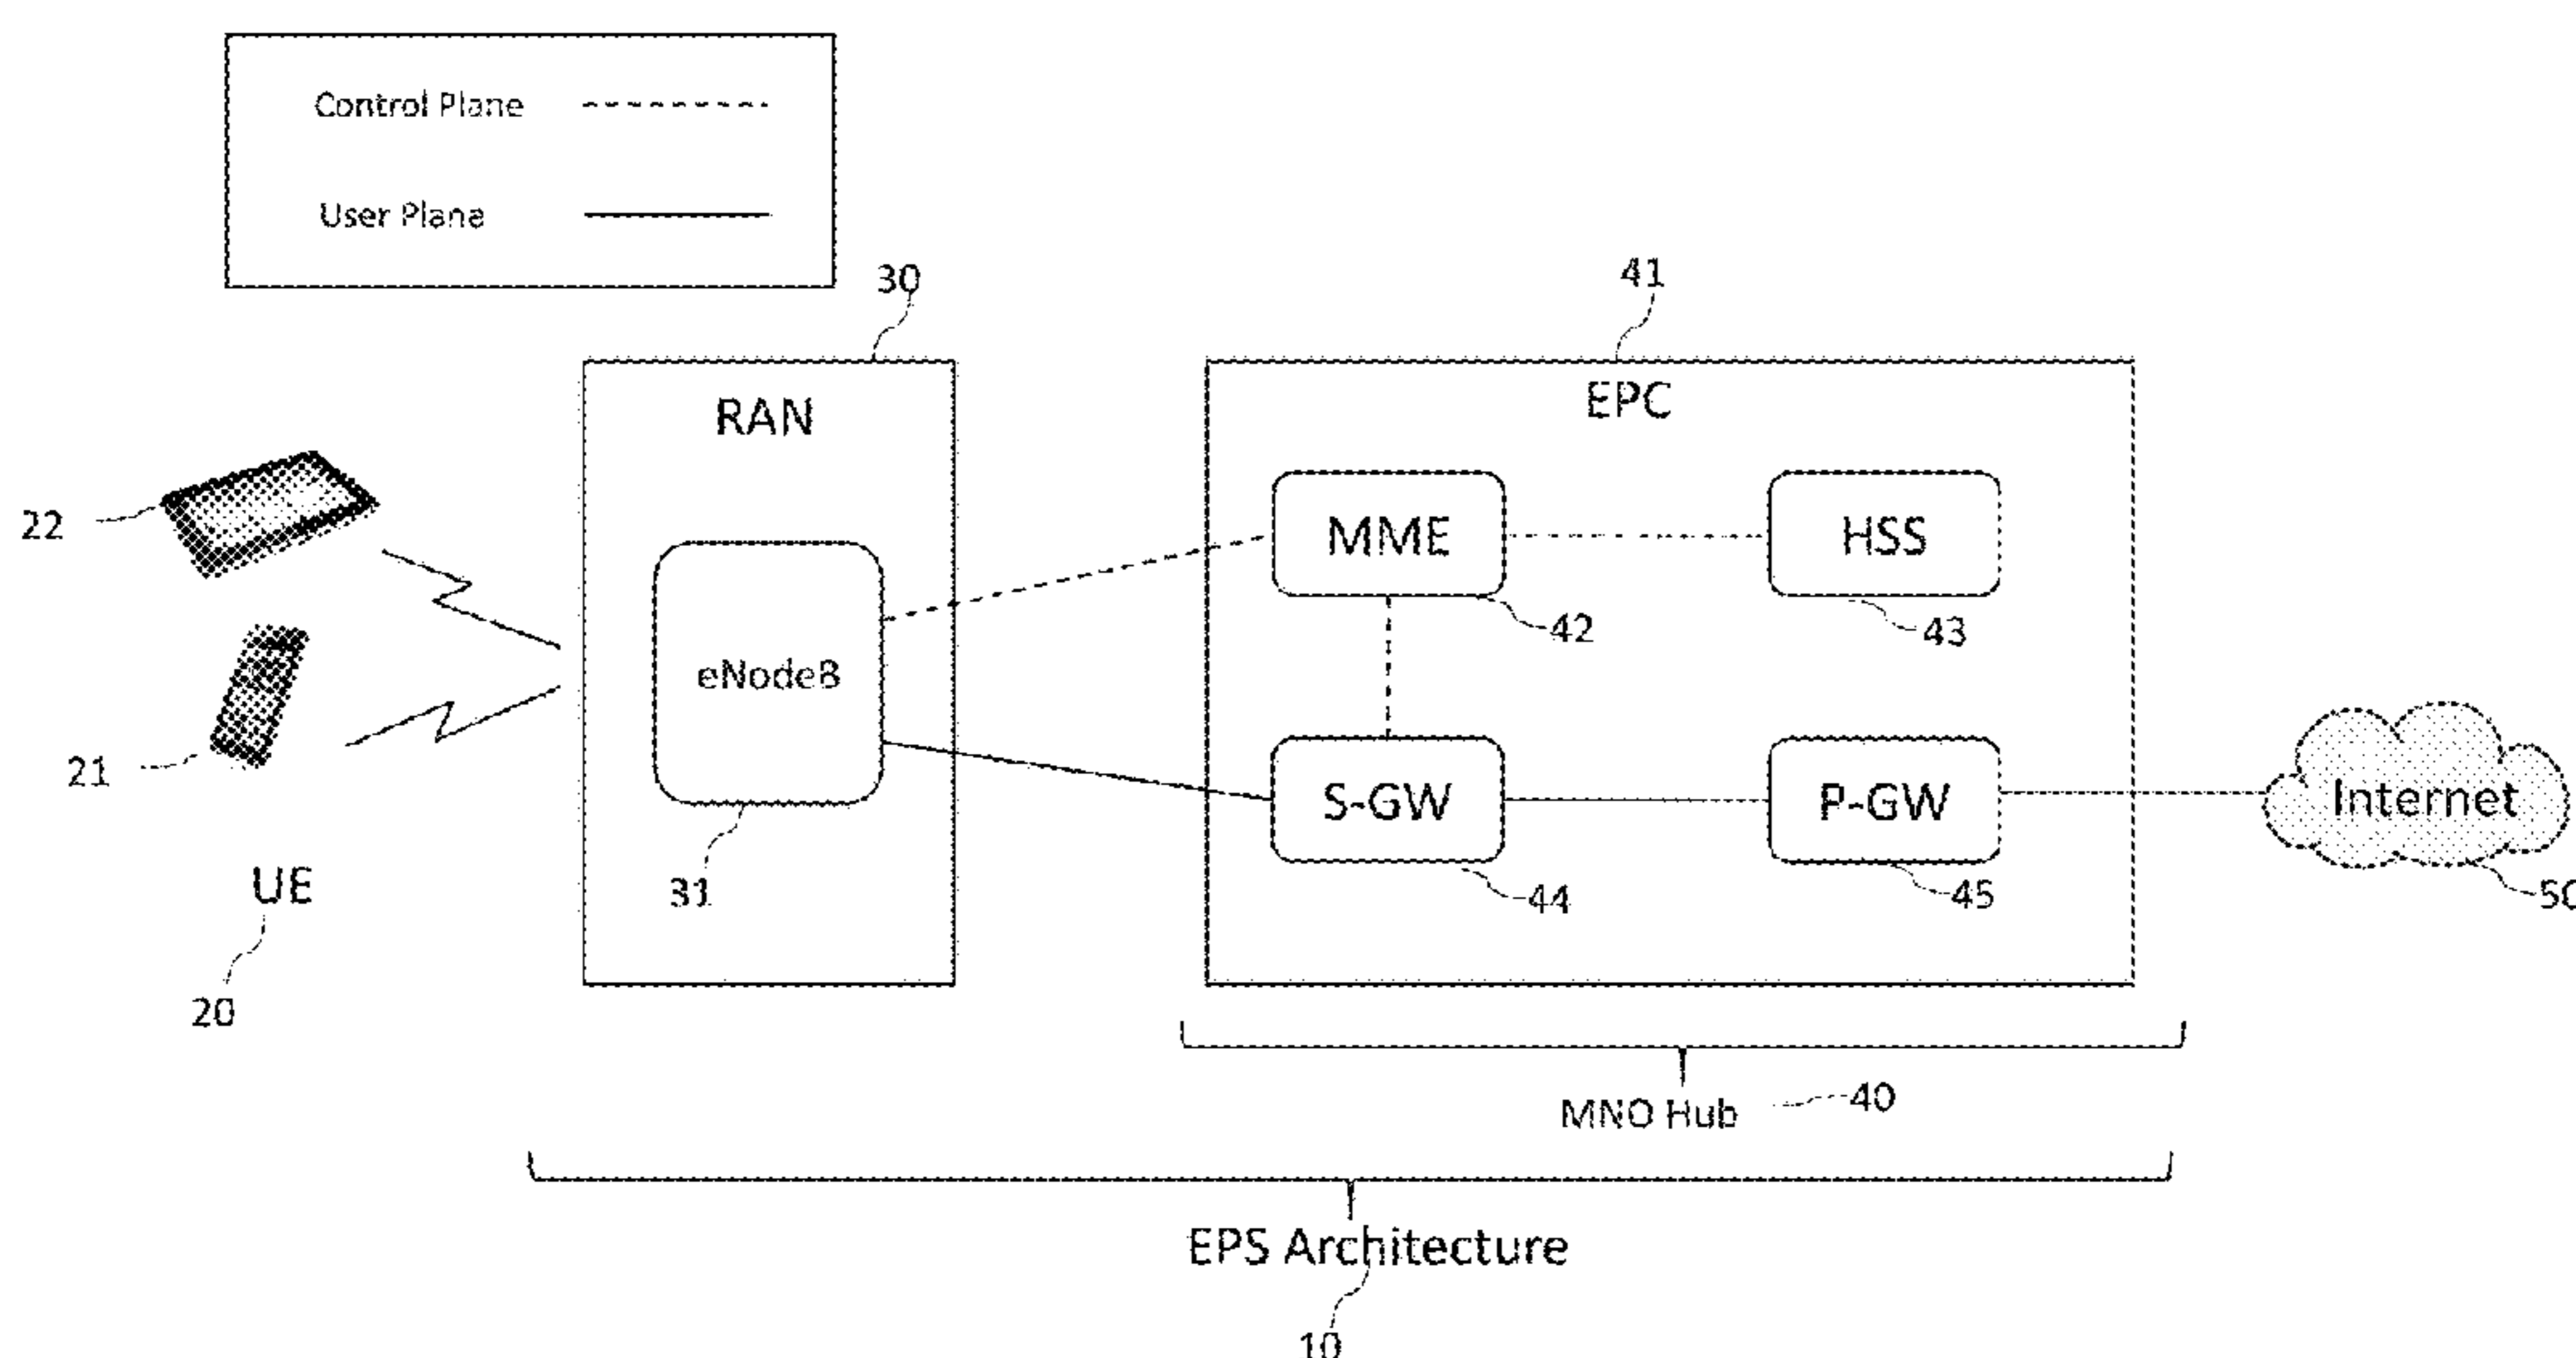 Control Plane
User Plane
30
41
RAN
EPC
22
MME
HSS
42
43
eNodeB
21
S-GW
P-GW
Internet
31
44
45
UE
20
MNO Hub
40
EPS Architecture
10